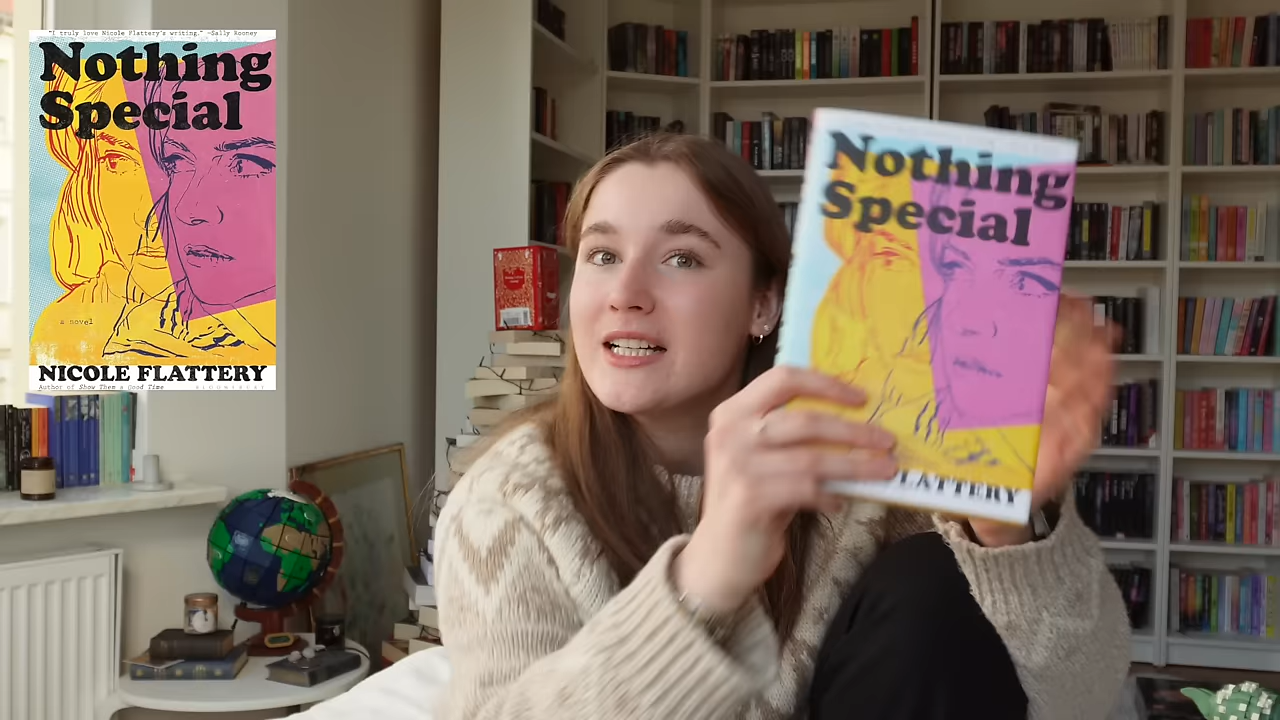 "I truly love Nicole Flattery's writing." —Sally Rooney
Nothing
Special
a novel
NICOLE FLATTERY
Author of Show Them a Good Time
BLOOMSBURY
Nothing
Special
FLATTERY